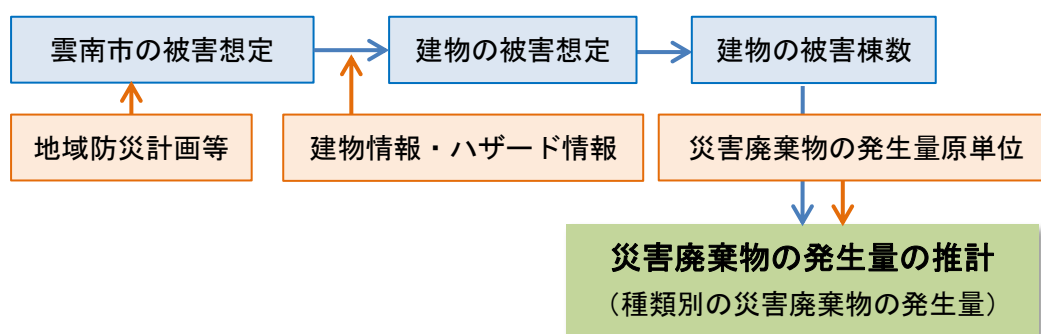 雲南市の被害想定
建物の被害想定
建物の被害棟数
地域防災計画等
建物情報・ハザード情報
災害廃棄物の発生量原単位
災害廃棄物の発生量の推計
（種類別の災害廃棄物の発生量）